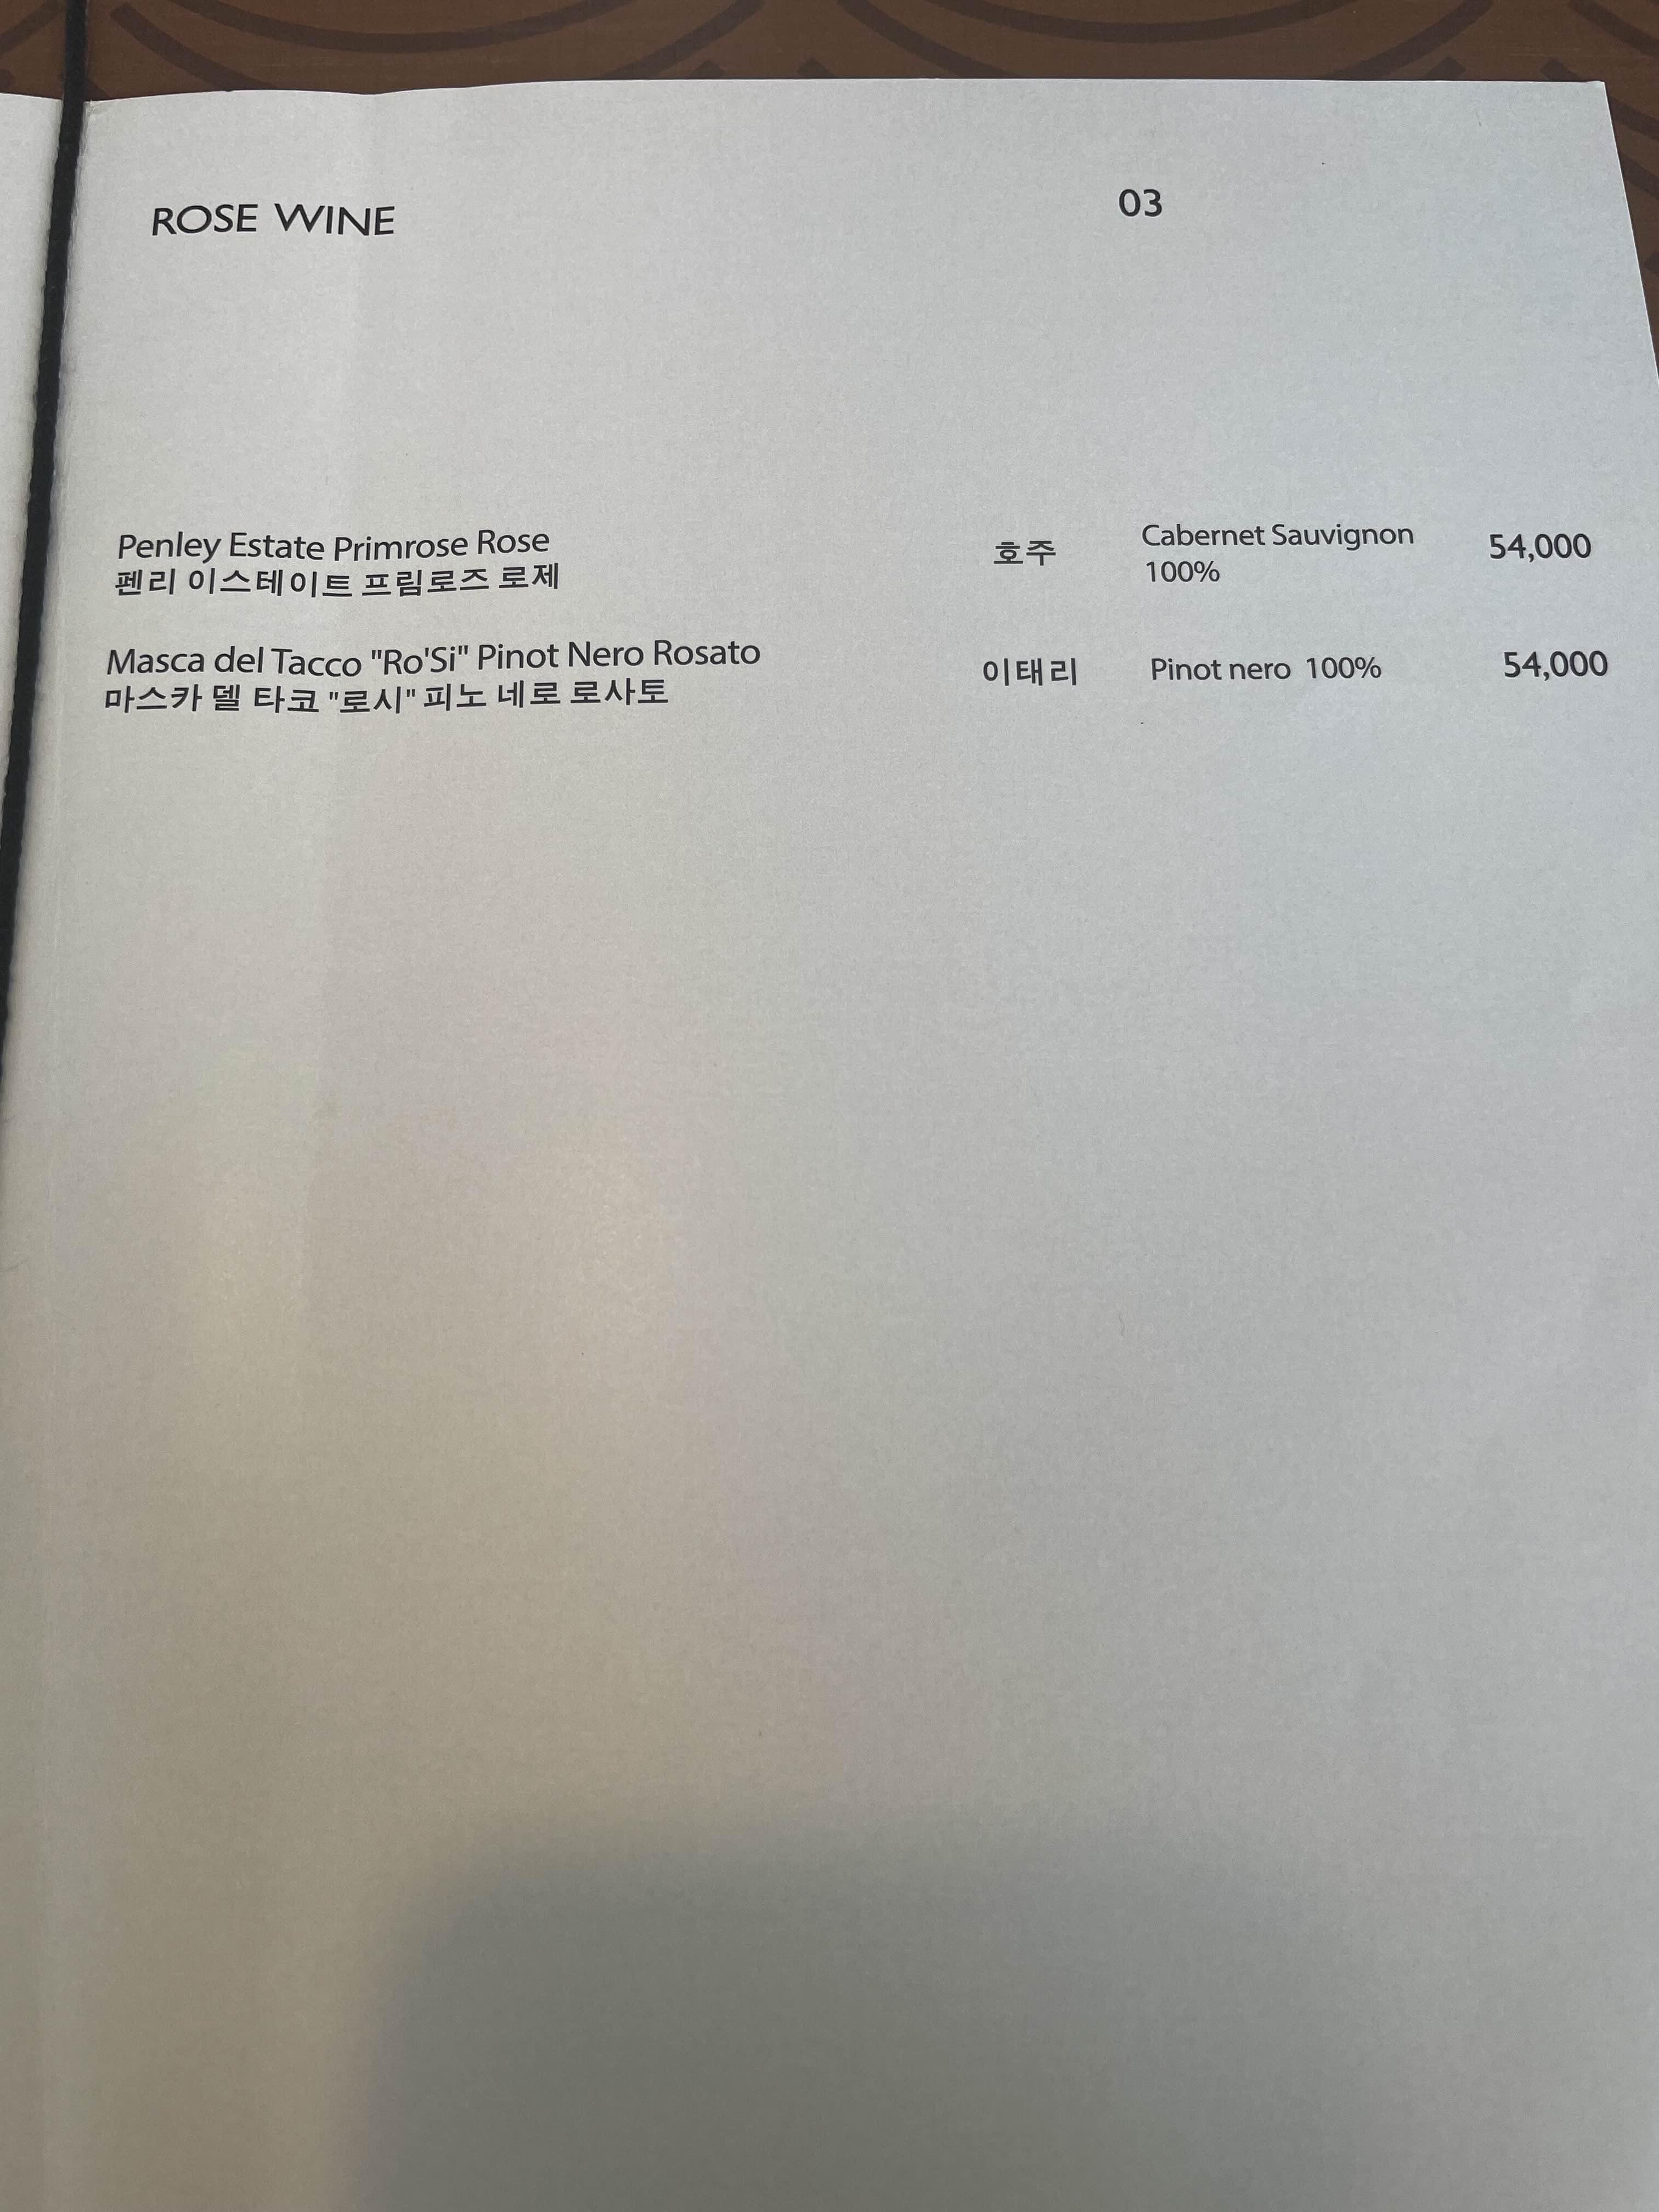 ROSE WINE
03
Penley Estate Primrose Rose
펜리 이스테이트 프림로즈 로제
호주
Cabernet Sauvignon
100%
54,000
Masca del Tacco "Ro'Si" Pinot Nero Rosato
마스카 델 타코 "로시" 피노 네로 로사토
이태리
Pinot nero 100%
54,000